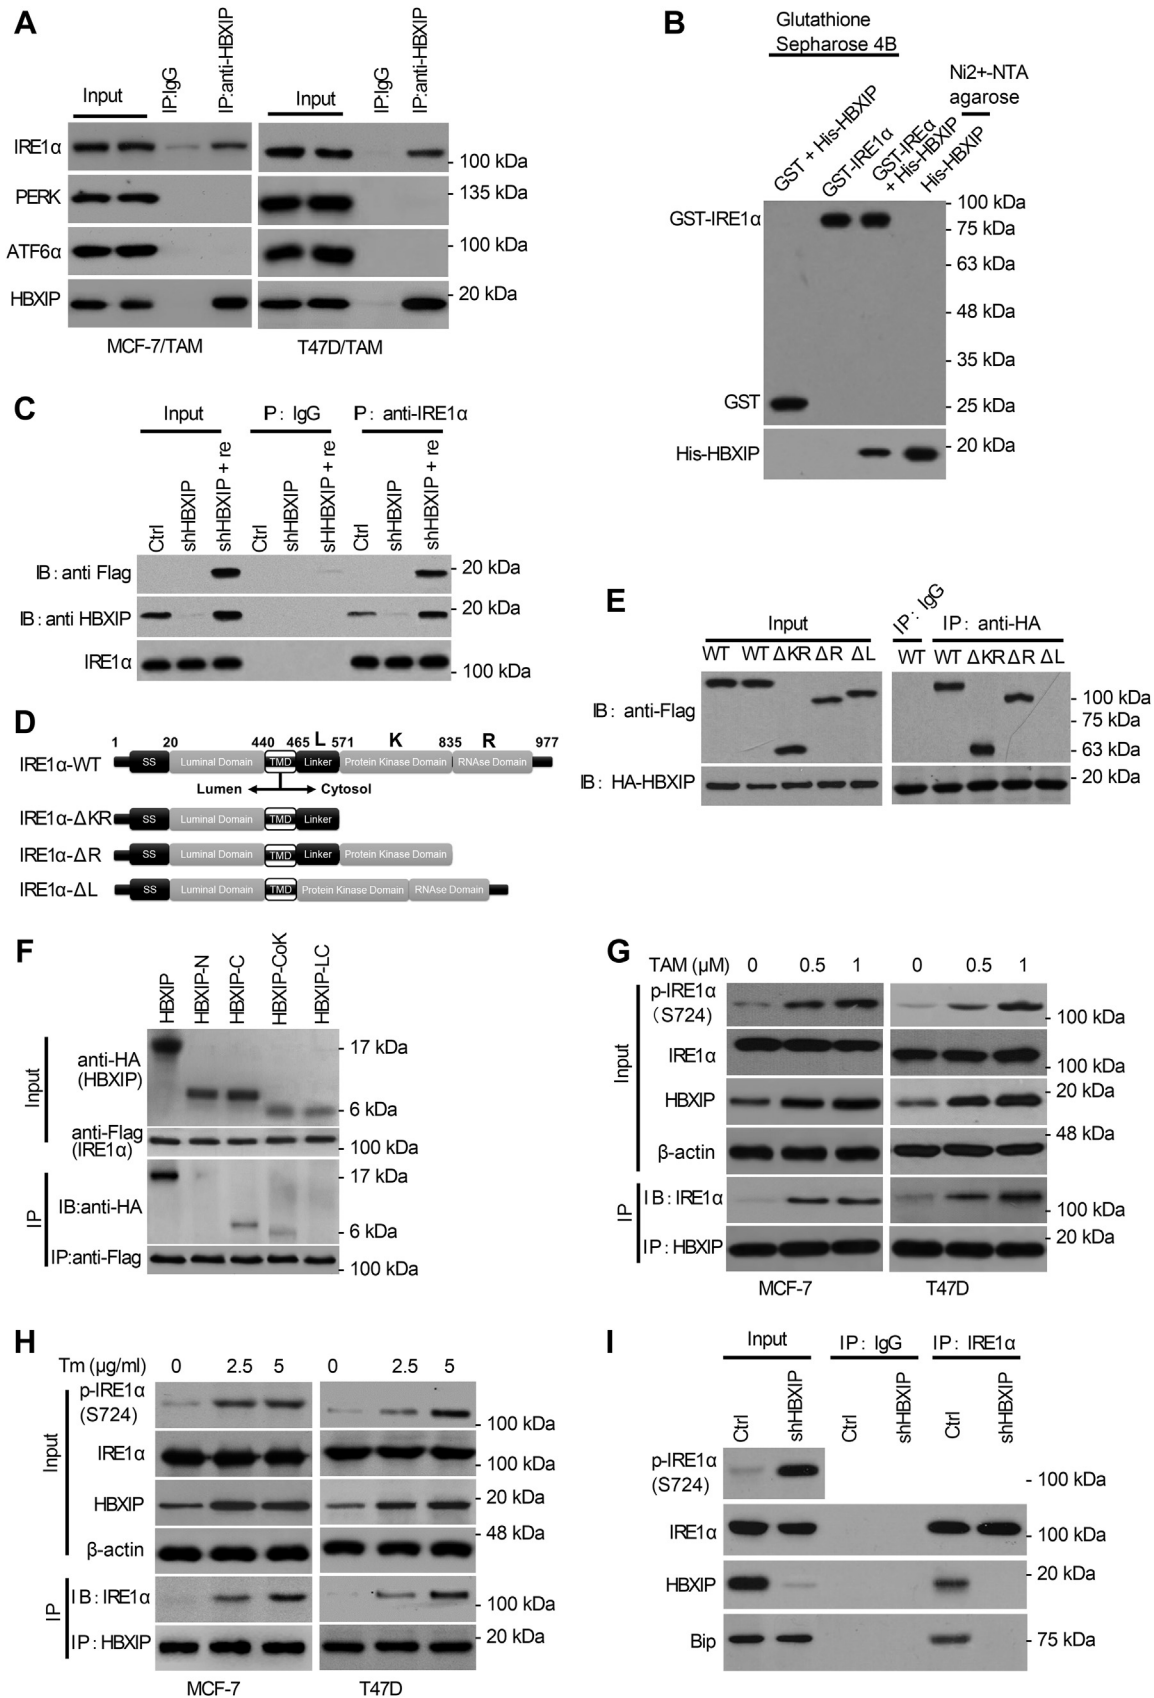 A
Input
IP:IgG
IP:anti-HBXIP
Input
IP:IgG
IP:anti-HBXIP
IRE1α
100 kDa
PERK
135 kDa
ATF6α
100 kDa
HBXIP
20 kDa
MCF-7/TAM
T47D/TAM
B
Glutathione
Sepharose 4B
Ni2+-NTA
agarose
GST + His-HBXIP
GST-IRE1α
GST-IREα
+ His-HBXIP
His-HBXIP
GST-IRE1α
100 kDa
75 kDa
63 kDa
48 kDa
35 kDa
GST
25 kDa
His-HBXIP
20 kDa
C
Input
IP: IgG
IP: anti-IRE1α
Ctrl
shHBXIP
shHBXIP + re
Ctrl
shHBXIP
shHBXIP + re
Ctrl
shHBXIP
shHBXIP + re
IB: anti Flag
20 kDa
IB: anti HBXIP
20 kDa
IRE1α
100 kDa
D
1 20 440 465 L 571 K 835 R 977
IRE1α-WT
SS Luminal Domain TMD Linker Protein Kinase Domain RNAse Domain
Lumen Cytosol
IRE1α-ΔKR
SS Luminal Domain TMD Linker
IRE1α-ΔR
SS Luminal Domain TMD Linker Protein Kinase Domain
IRE1α-ΔL
SS Luminal Domain TMD Protein Kinase Domain RNAse Domain
E
Input
IP: IgG
IP: anti-HA
WT WT ΔKR ΔR ΔL
WT WT ΔKR ΔR ΔL
IB: anti-Flag
100 kDa
75 kDa
63 kDa
IB: HA-HBXIP
20 kDa
F
HBXIP
HBXIP-N
HBXIP-C
HBXIP-CoK
HBXIP-LC
Input
anti-HA
(HBXIP)
17 kDa
6 kDa
anti-Flag
(IRE1α)
100 kDa
IP
IB:anti-HA
17 kDa
6 kDa
IP:anti-Flag
100 kDa
G
TAM (μM) 0 0.5 1 0 0.5 1
Input
p-IRE1α
(S724)
100 kDa
IRE1α
100 kDa
HBXIP
20 kDa
β-actin
48 kDa
IP
IB:IRE1α
100 kDa
IP:HBXIP
20 kDa
MCF-7
T47D
H
Tm (μg/ml) 0 2.5 5 0 2.5 5
Input
p-IRE1α
(S724)
100 kDa
IRE1α
100 kDa
HBXIP
20 kDa
β-actin
48 kDa
IP
IB: IRE1α
100 kDa
IP: HBXIP
20 kDa
MCF-7
T47D
I
Input
IP: IgG
IP: IRE1α
Ctrl
shHBXIP
Ctrl
shHBXIP
Ctrl
shHBXIP
p-IRE1α
(S724)
100 kDa
IRE1α
100 kDa
HBXIP
20 kDa
Bip
75 kDa